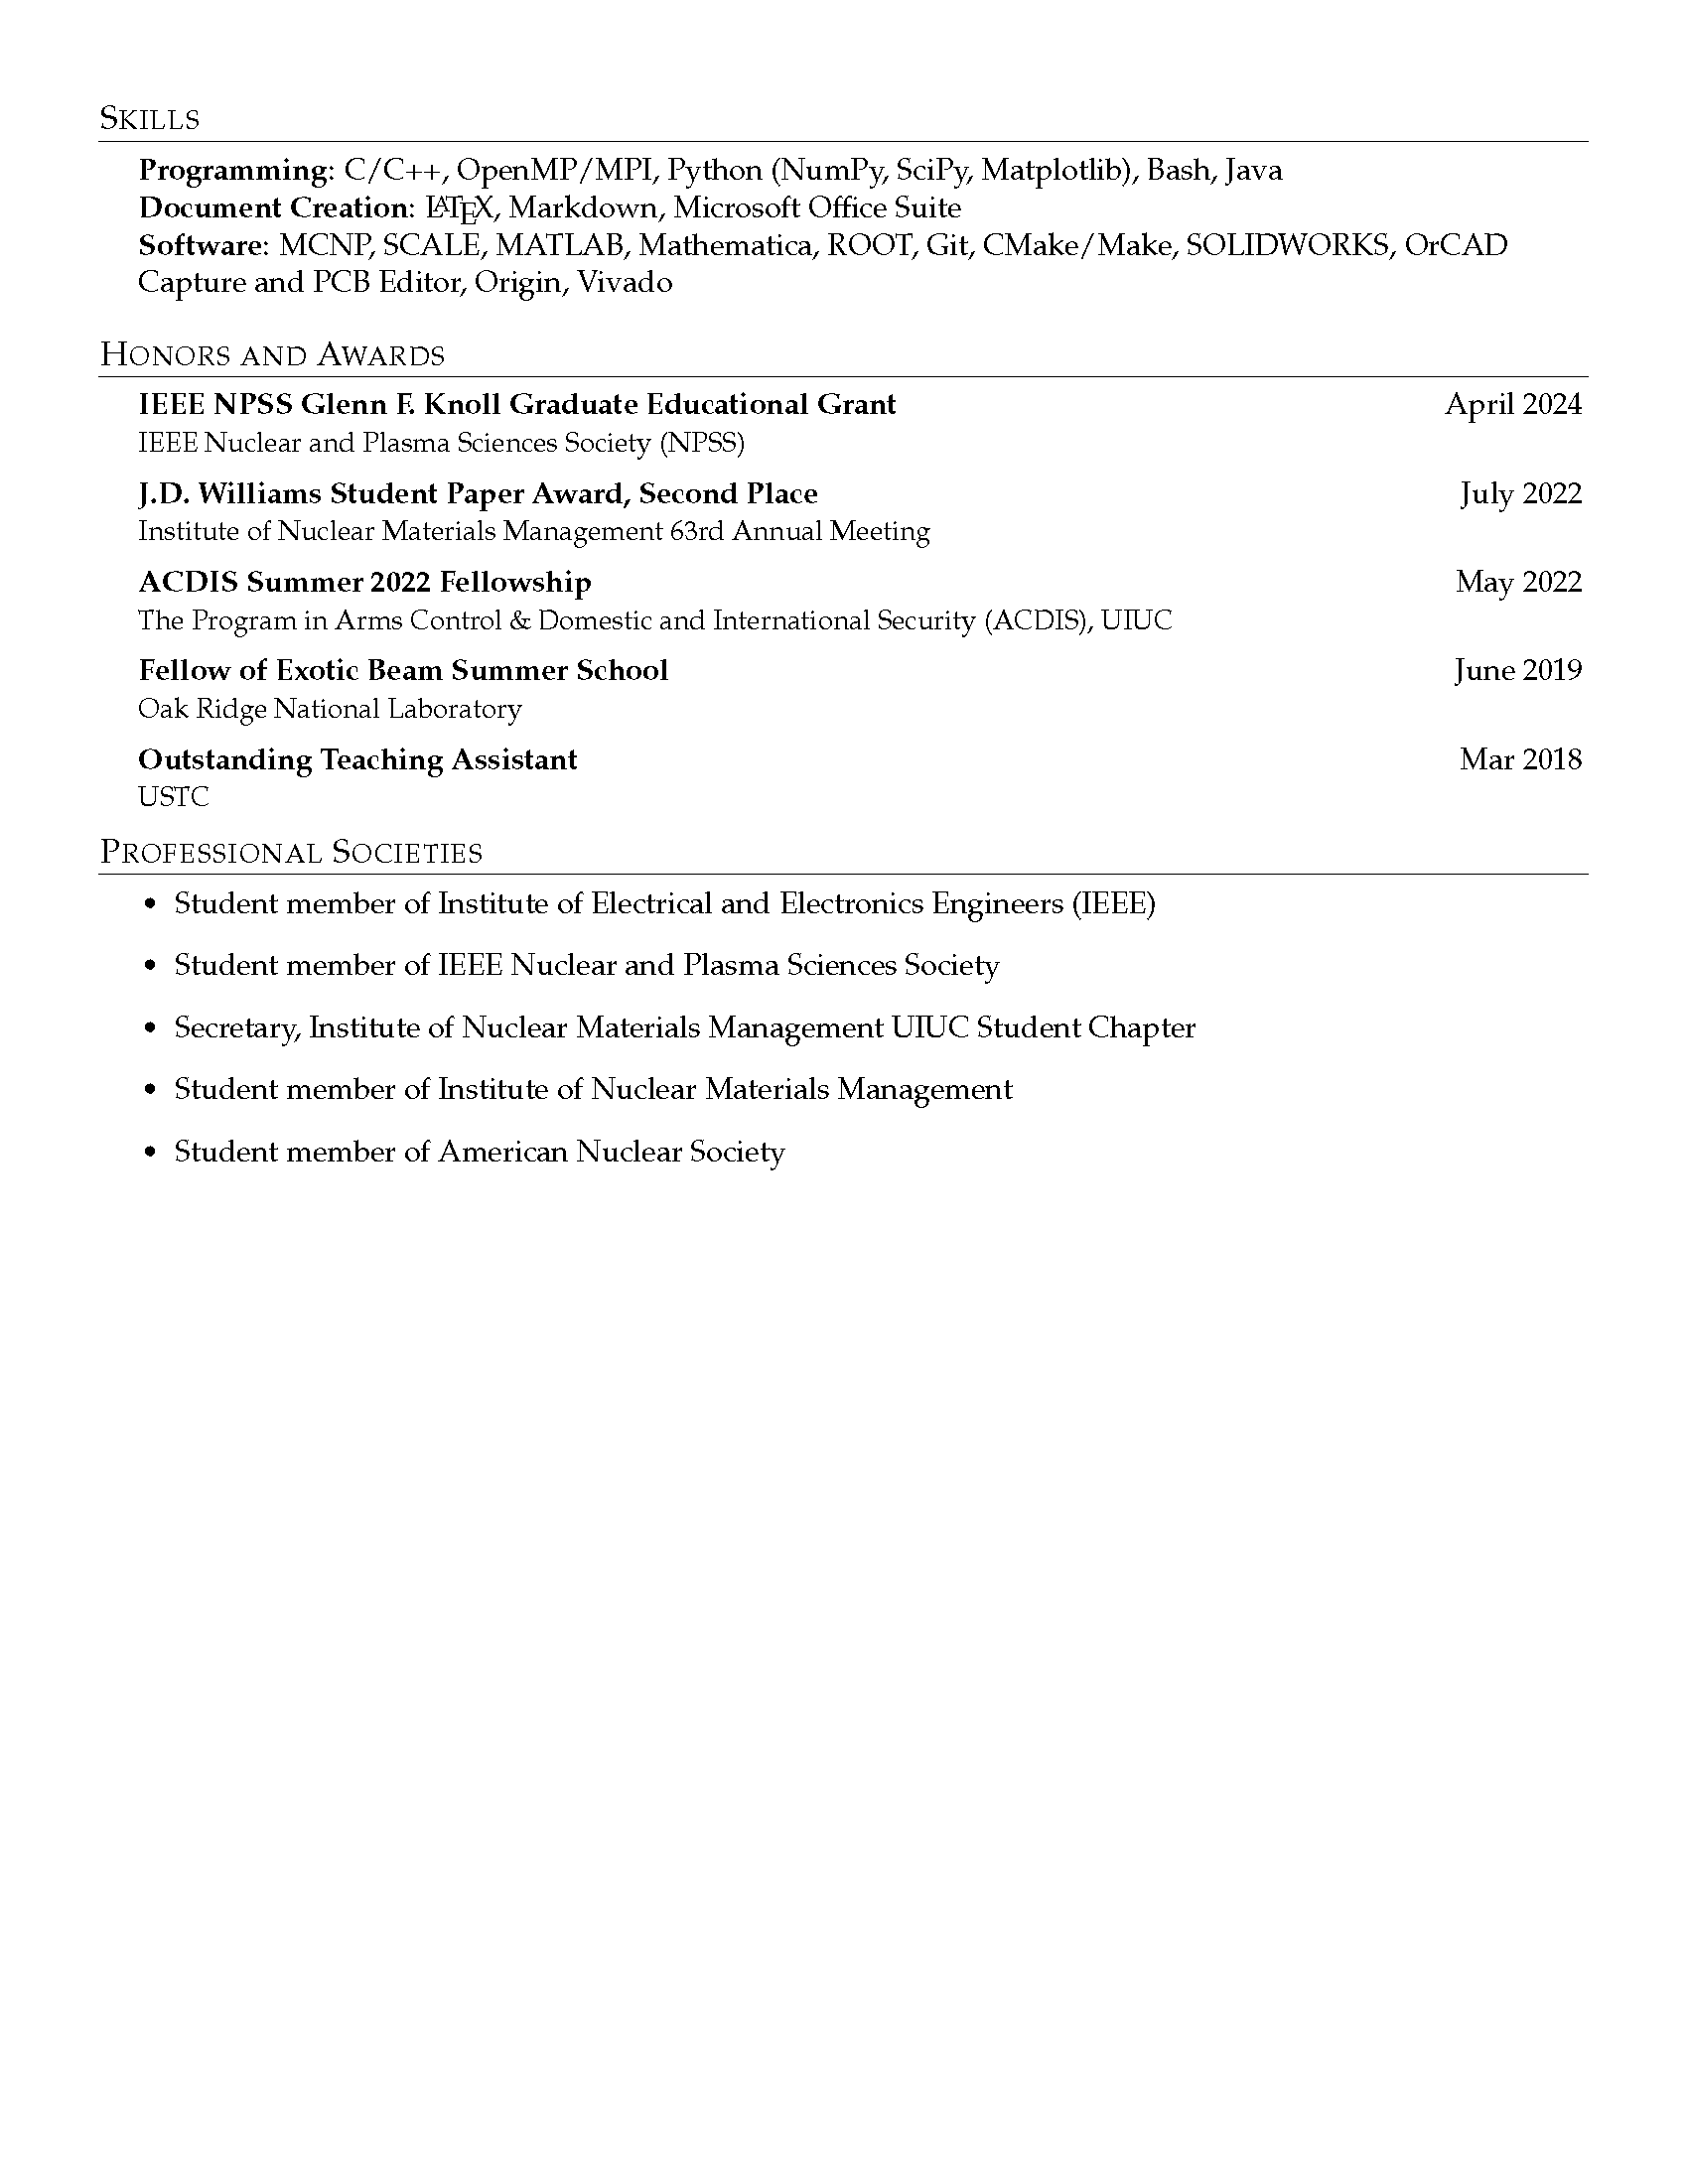 SKILLS
Programming: C/C++, OpenMP/MPI, Python (NumPy, SciPy, Matplotlib), Bash, Java
Document Creation: LATEX, Markdown, Microsoft Office Suite
Software: MCNP, SCALE, MATLAB, Mathematica, ROOT, Git, CMake/Make, SOLIDWORKS, OrCAD
Capture and PCB Editor, Origin, Vivado
HONORS AND AWARDS
IEEE NPSS Glenn F. Knoll Graduate Educational Grant April 2024
IEEE Nuclear and Plasma Sciences Society (NPSS)
J.D. Williams Student Paper Award, Second Place July 2022
Institute of Nuclear Materials Management 63rd Annual Meeting
ACDIS Summer 2022 Fellowship May 2022
The Program in Arms Control & Domestic and International Security (ACDIS), UIUC
Fellow of Exotic Beam Summer School June 2019
Oak Ridge National Laboratory
Outstanding Teaching Assistant Mar 2018
USTC
PROFESSIONAL SOCIETIES
• Student member of Institute of Electrical and Electronics Engineers (IEEE)
• Student member of IEEE Nuclear and Plasma Sciences Society
• Secretary, Institute of Nuclear Materials Management UIUC Student Chapter
• Student member of Institute of Nuclear Materials Management
• Student member of American Nuclear Society